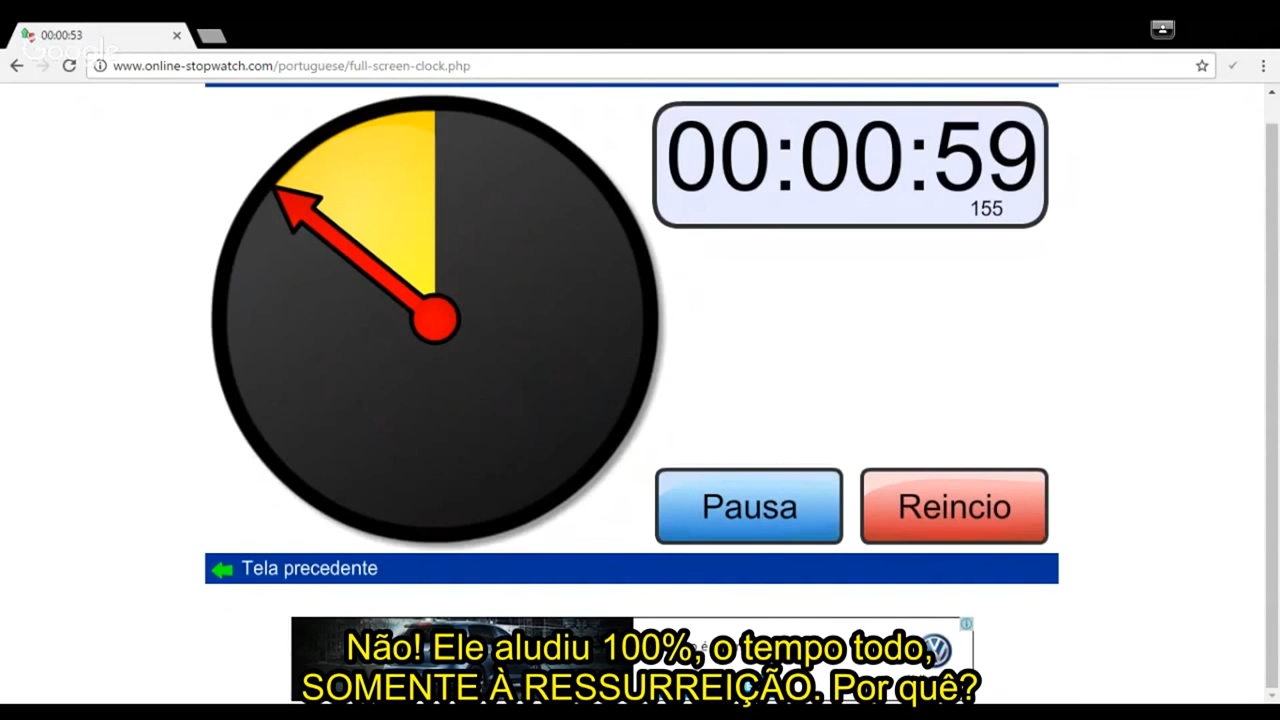 00:00:53
Google
www.online-stopwatch.com/portuguese/full-screen-clock.php
00:00:59
155
Pausa
Reincio
Tela precedente
Não! Ele aludiu 100%, o tempo todo,
SOMENTE À RESSURREIÇÃO. Por quê?